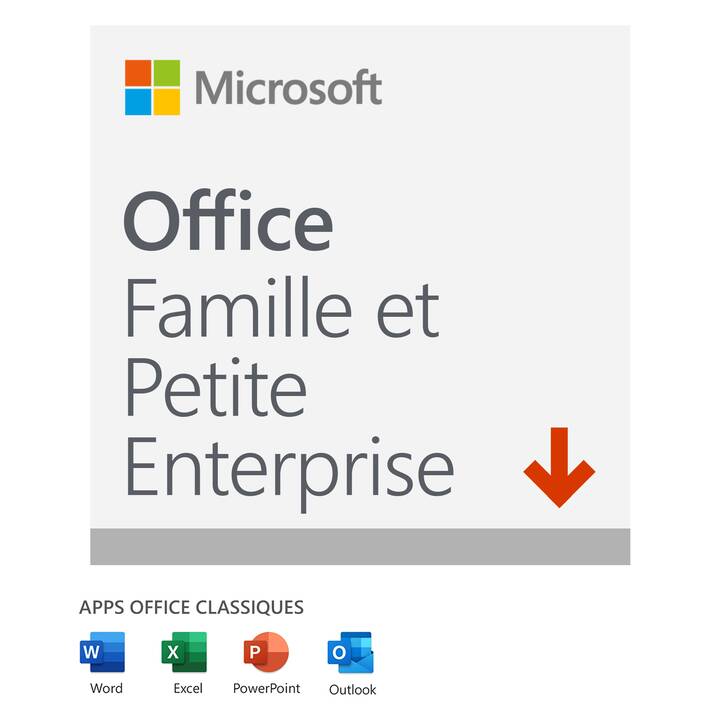 Microsoft
Office
Famille et
Petite
Enterprise
APPS OFFICE CLASSIQUES
W X P O
Word Excel PowerPoint Outlook